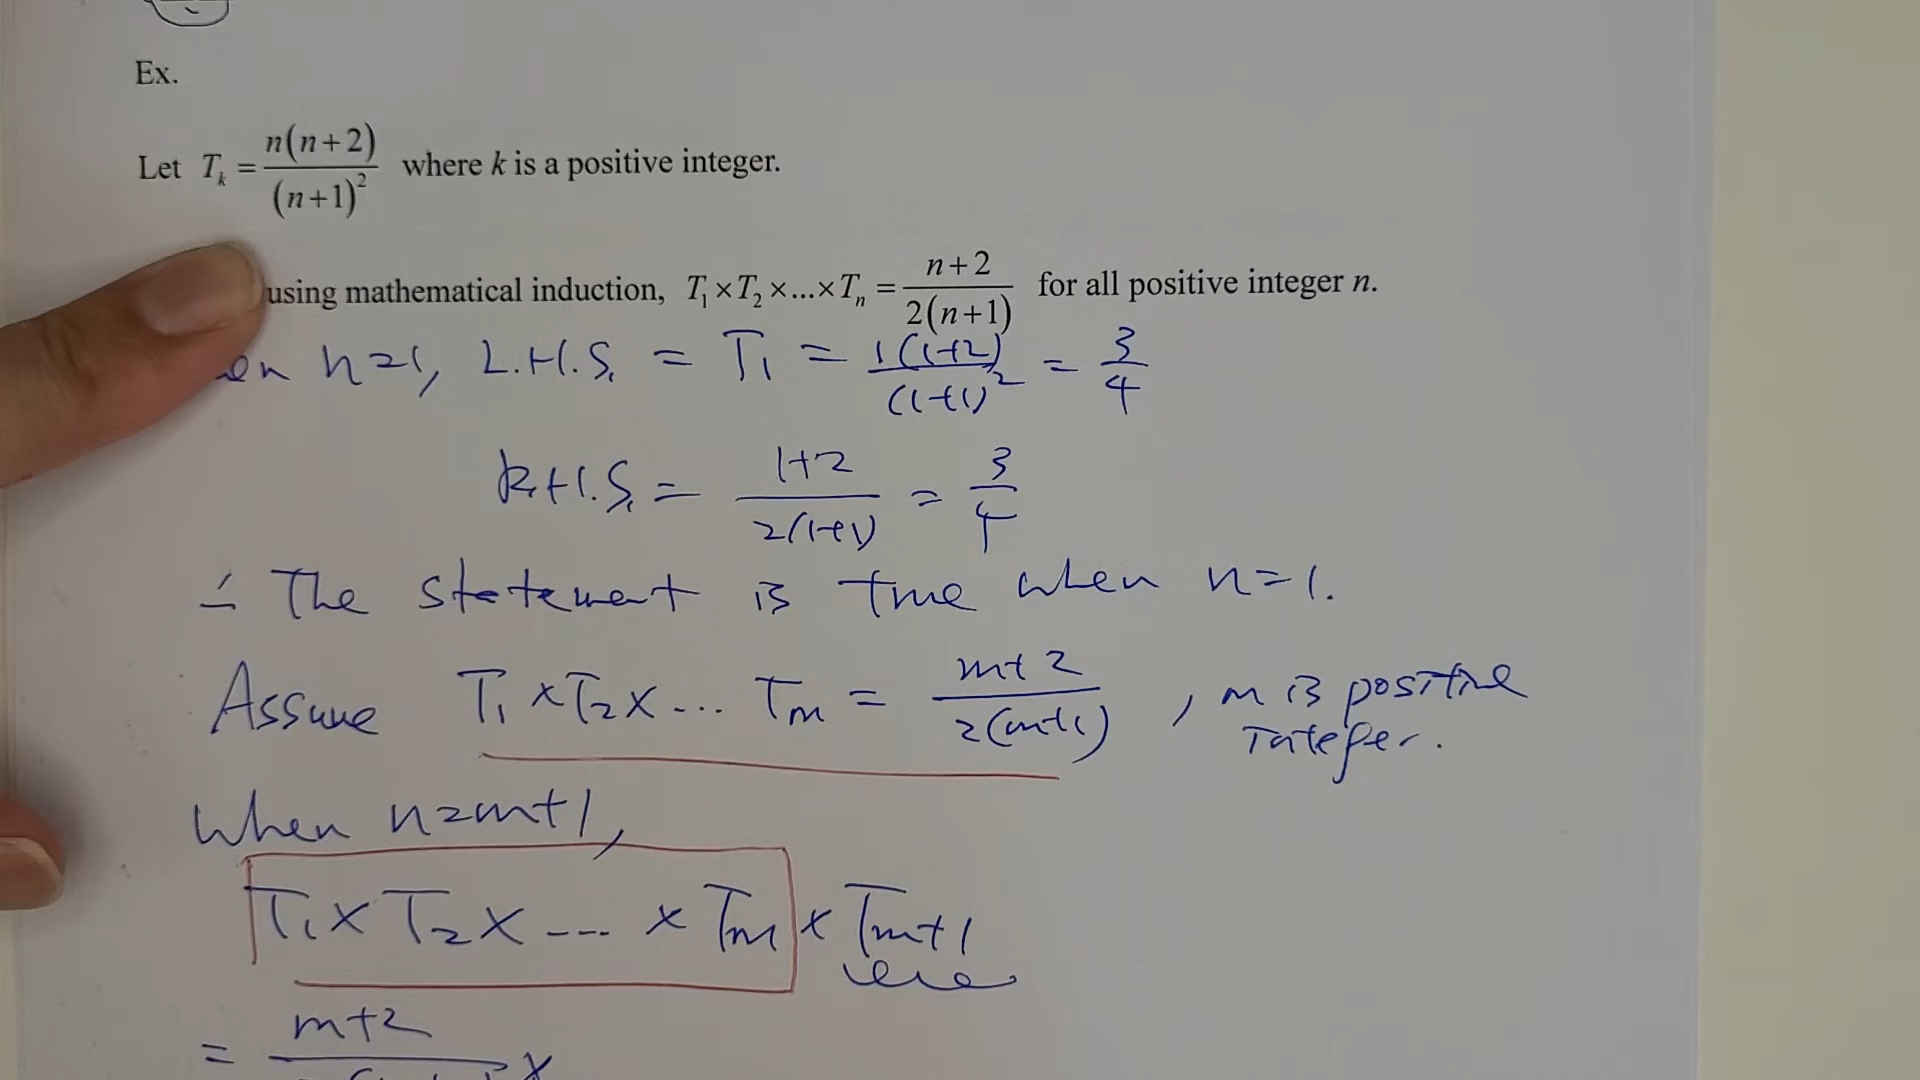 Ex.
Let T_k = n(n+2)/(n+1)^2 where k is a positive integer.
using mathematical induction, T_1×T_2×...×T_n = (n+2)/(2(n+1)) for all positive integer n.
en n=1, L.H.S. = T_1 = 1(1+2)/(1+1)^2 = 3/4
R.H.S. = (1+2)/(2(1+1)) = 3/4
∴ The statement is true when n=1.
Assume T_1×T_2×... T_m = (m+2)/(2(m+1)), m is positive
integer.
When n=m+1,
T_1×T_2×...×T_m×T_m+1
= m+2 ×